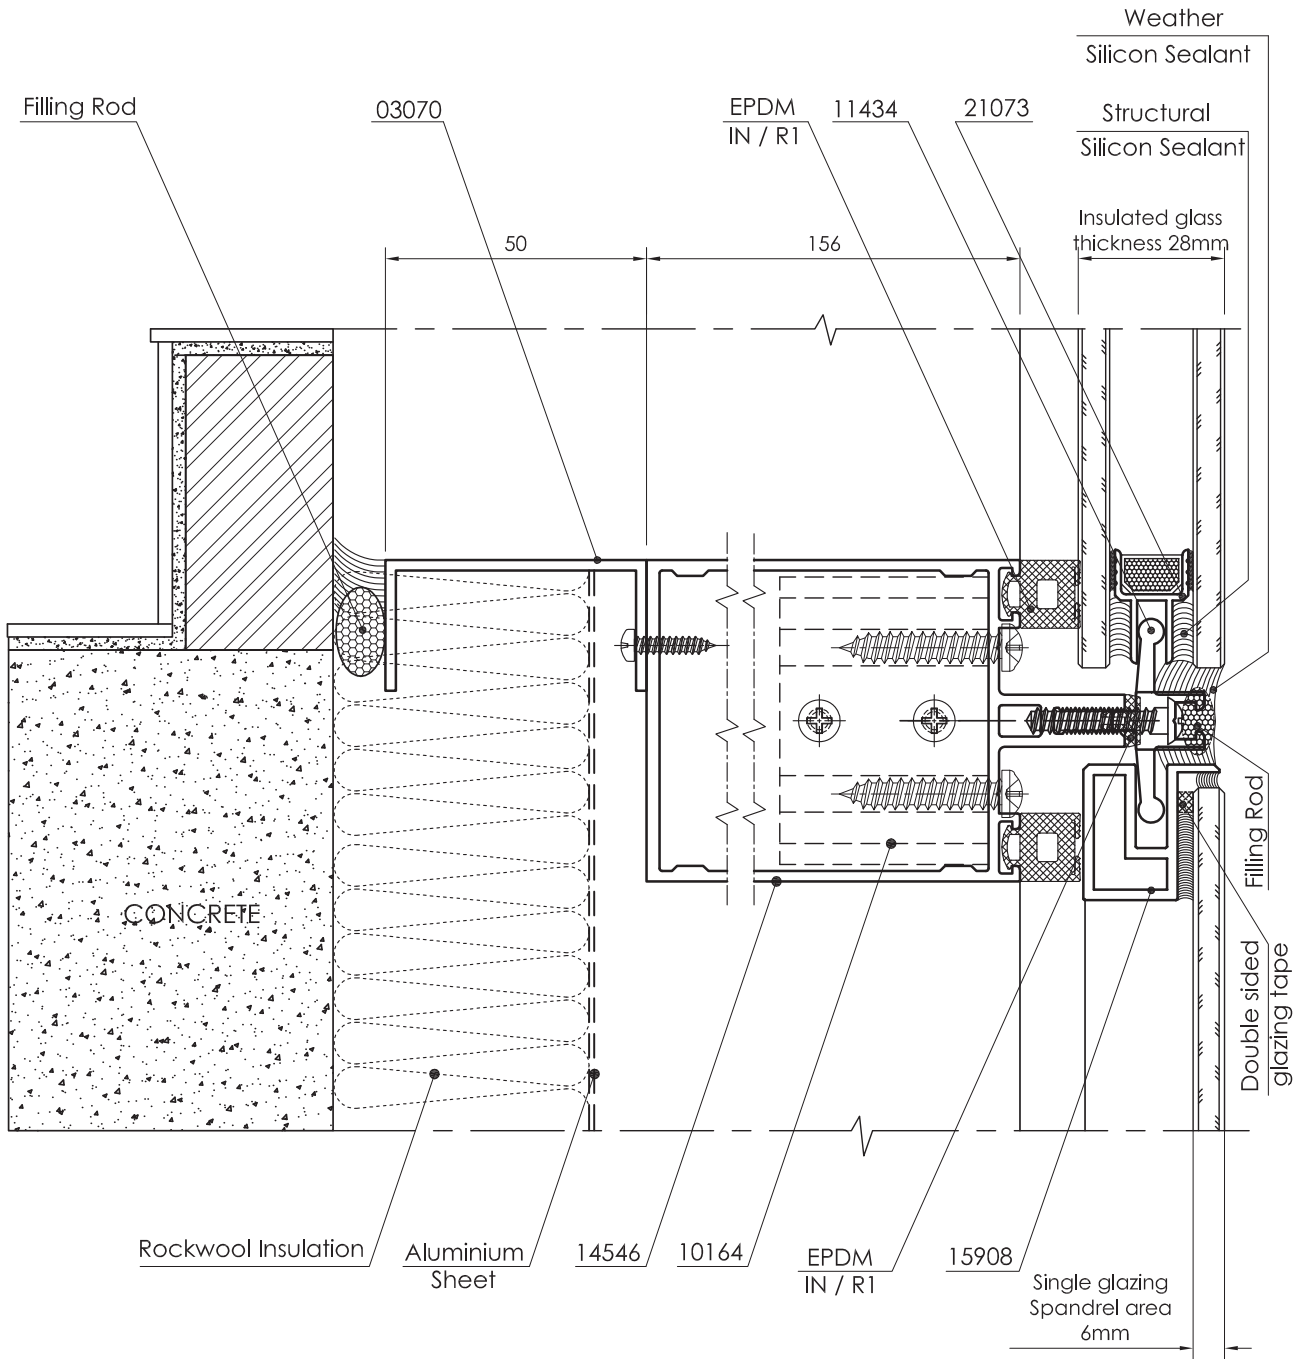 Weather
Silicon Sealant
Filling Rod
03070
EPDM
IN / R1
11434
21073
Structural
Silicon Sealant
Insulated glass
thickness 28mm
50
156
CONCRETE
Filling Rod
Double sided
glazing tape
Rockwool Insulation
Aluminium
Sheet
14546
10164
EPDM
IN / R1
15908
Single glazing
Spandrel area
6mm